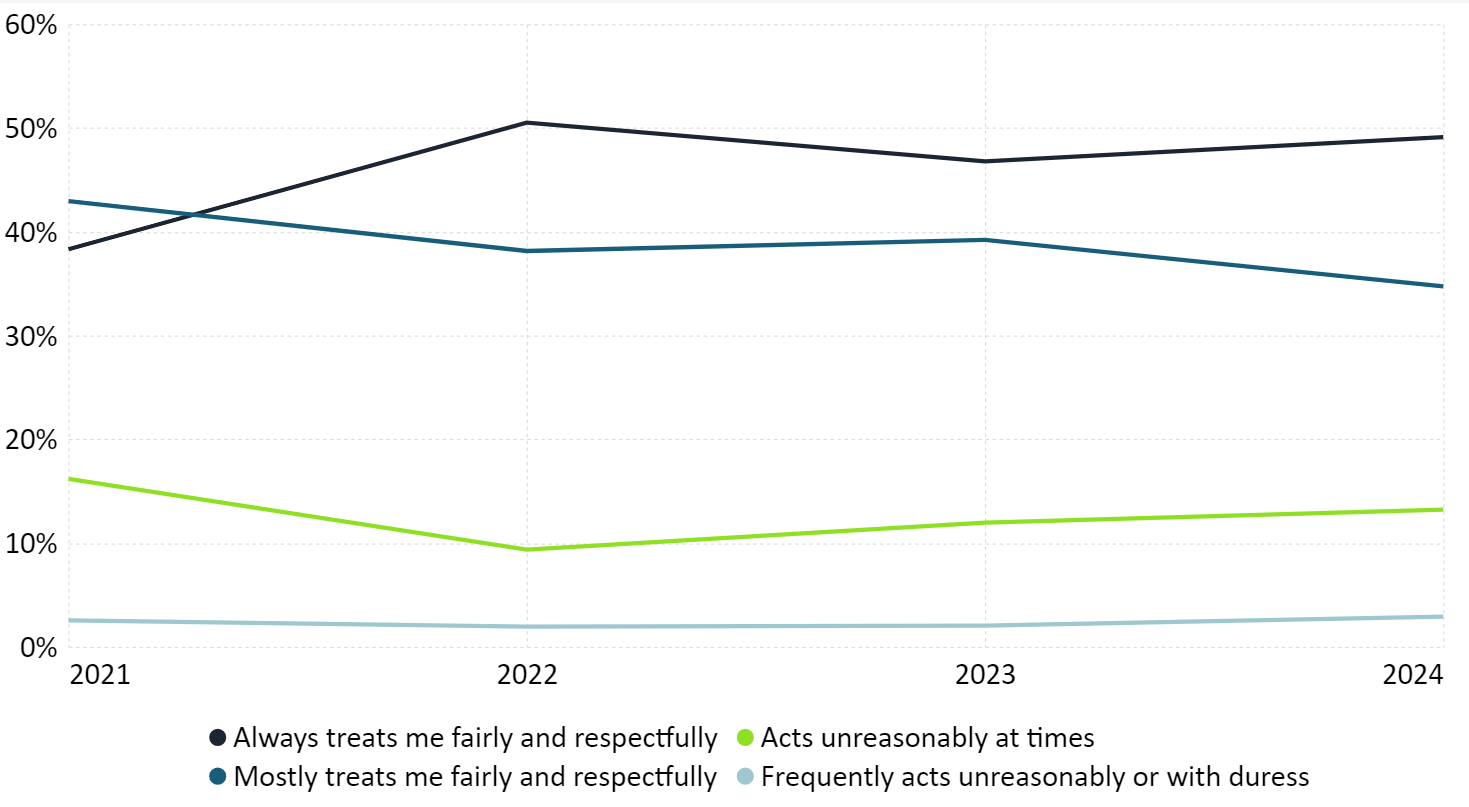 60%
50%
40%
30%
20%
10%
0%
2021 2022 2023 2024
Always treats me fairly and respectfully Acts unreasonably at times
Mostly treats me fairly and respectfully Frequently acts unreasonably or with duress